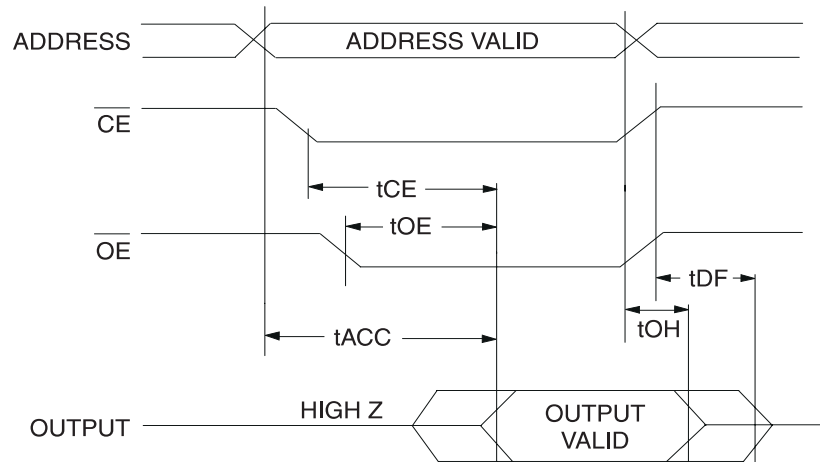 ADDRESS
ADDRESS VALID
CE
tCE
tOE
OE
tDF
tOH
tACC
HIGH Z
OUTPUT
OUTPUT
VALID